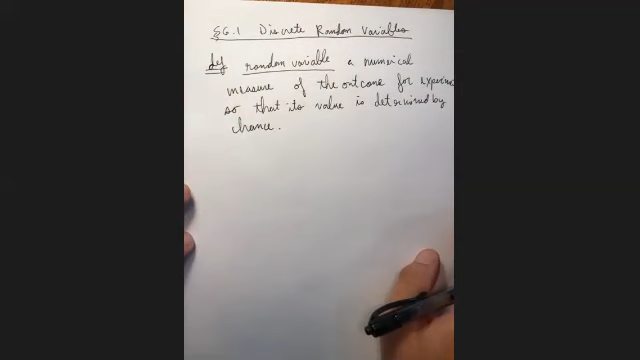 §6.1 Discrete Random Variables
def random variable a numerical
measure of the outcome for
so that its value is determined by
chance.